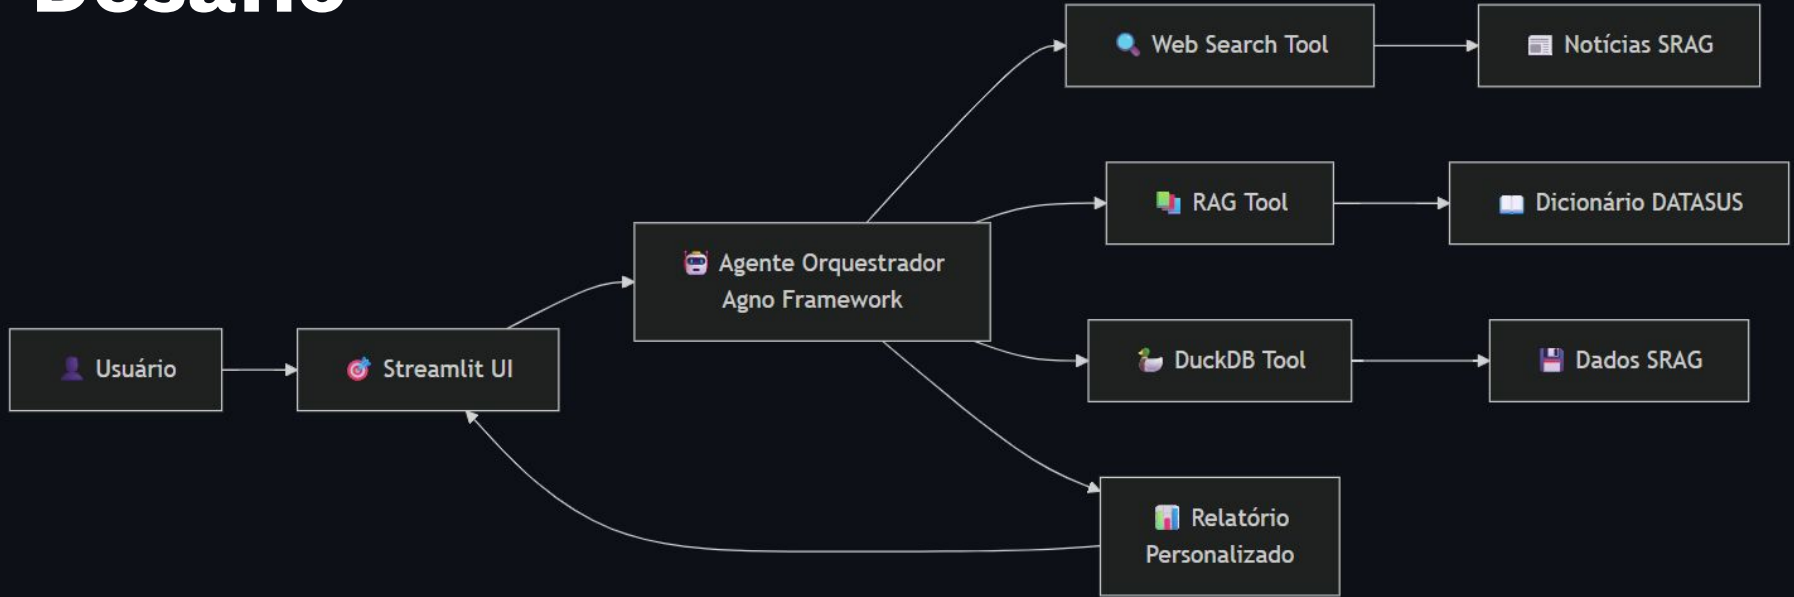 Desafio
Web Search Tool
Notícias SRAG
RAG Tool
Dicionário DATASUS
Agente Orquestrador
Agno Framework
Usuário
Streamlit UI
DuckDB Tool
Dados SRAG
Relatório
Personalizado